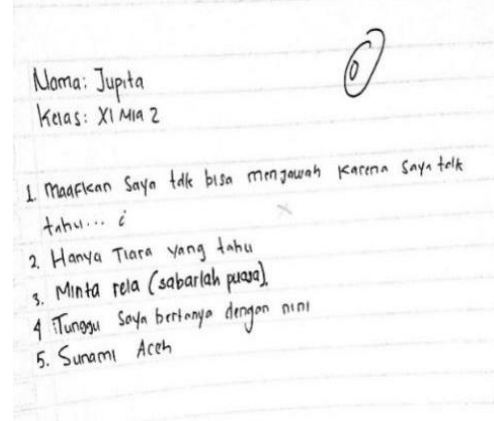 Nama: Jupita
0
Kelas: XI MIA 2
1. Maafkan Saya tdk bisa menjawah Karena Saya tdk
tahu... i
2. Hanya Tiara yang tahu
3. Minta rela (sabarlah puasa).
4 Tunggu Saya bertanya dengan nini
5. Sunami Aceh